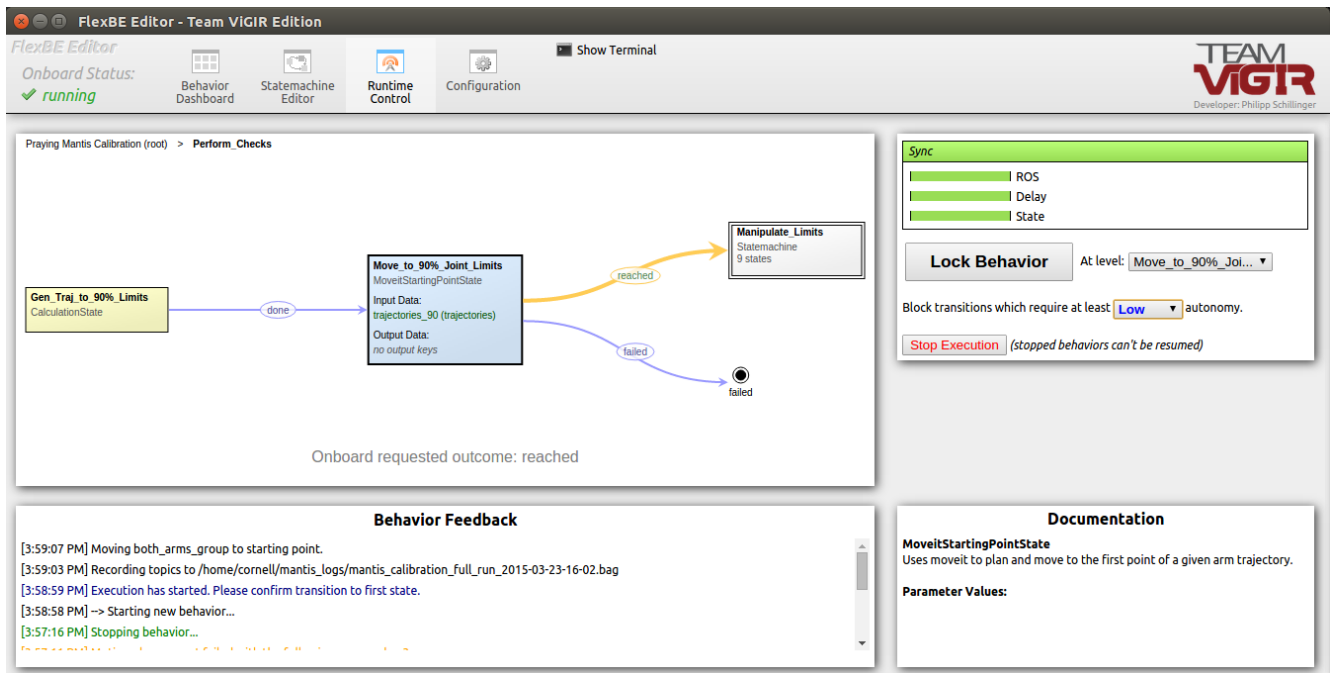 FlexBE Editor - Team ViGIR Edition
FlexBE Editor
Onboard Status:
running
Behavior
Dashboard
Statemachine
Editor
Runtime
Control
Configuration
Show Terminal
TEAM
ViGIR
Developer: Philipp Schillinger
Praying Mantis Calibration (root) > Perform_Checks
Gen_Traj_to_90%_Limits
CalculationState
done
Move_to_90%_Joint_Limits
MoveitStartingPointState
Input Data:
trajectories_90 (trajectories)
Output Data:
no output keys
reached
failed
Manipulate_Limits
Statemachine
9 states
failed
Onboard requested outcome: reached
Sync
ROS
Delay
State
Lock Behavior At level: Move_to_90%_Joi...
Block transitions which require at least Low autonomy.
Stop Execution (stopped behaviors can't be resumed)
Behavior Feedback
[3:59:07 PM] Moving both_arms_group to starting point.
[3:59:03 PM] Recording topics to /home/cornell/mantis_logs/mantis_calibration_full_run_2015-03-23-16-02.bag
[3:58:59 PM] Execution has started. Please confirm transition to first state.
[3:58:58 PM] --> Starting new behavior...
[3:57:16 PM] Stopping behavior...
Documentation
MoveitStartingPointState
Uses moveit to plan and move to the first point of a given arm trajectory.
Parameter Values: